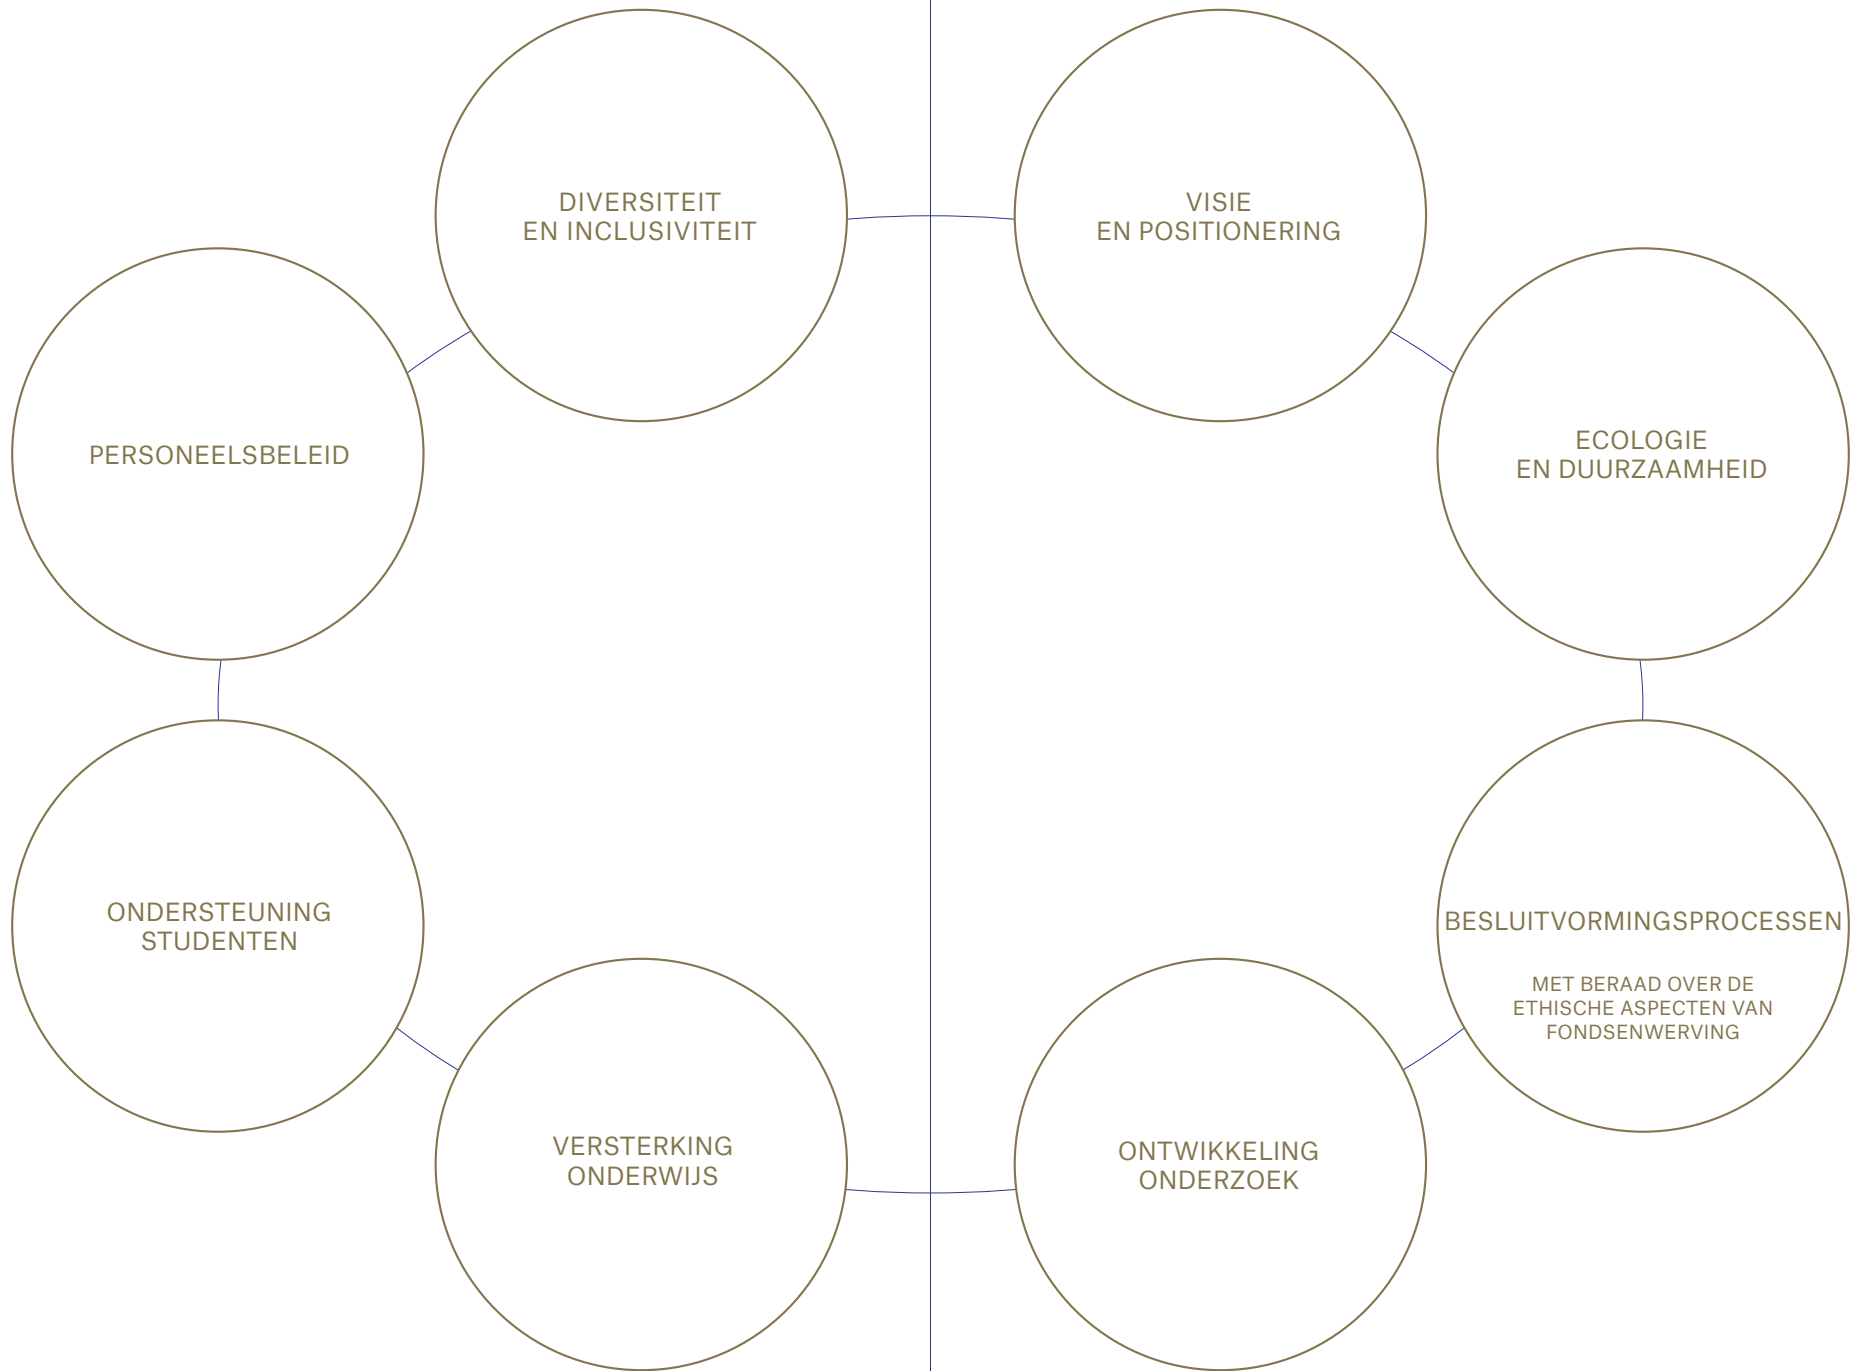 DIVERSITEIT
EN INCLUSIVITEIT
VISIE
EN POSITIONERING
PERSONEELSBELEID
ECOLOGIE
EN DUURZAAMHEID
ONDERSTEUNING
STUDENTEN
BESLUITVORMINGSPROCESSEN
MET BERAAD OVER DE
ETHISCHE ASPECTEN VAN
FONDSENWERVING
VERSTERKING
ONDERWIJS
ONTWIKKELING
ONDERZOEK